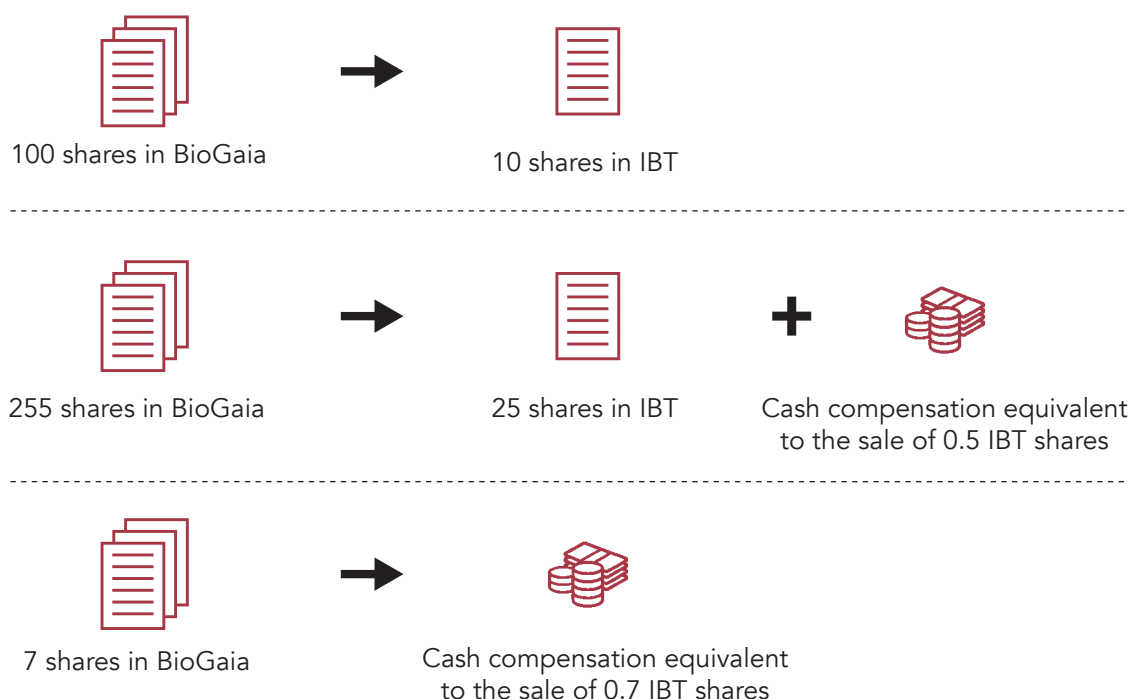 100 shares in BioGaia
10 shares in IBT
255 shares in BioGaia
25 shares in IBT
Cash compensation equivalent
to the sale of 0.5 IBT shares
7 shares in BioGaia
Cash compensation equivalent
to the sale of 0.7 IBT shares